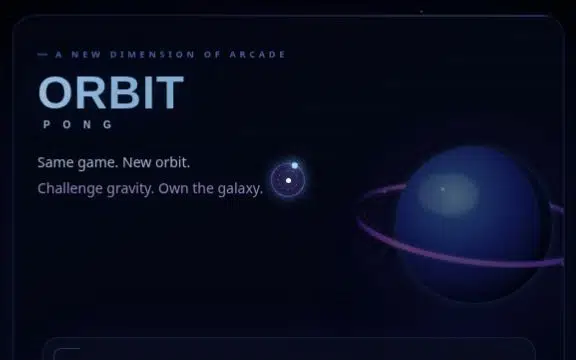 — A NEW DIMENSION OF ARCADE
ORBIT
PONG
Same game. New orbit.
Challenge gravity. Own the galaxy.